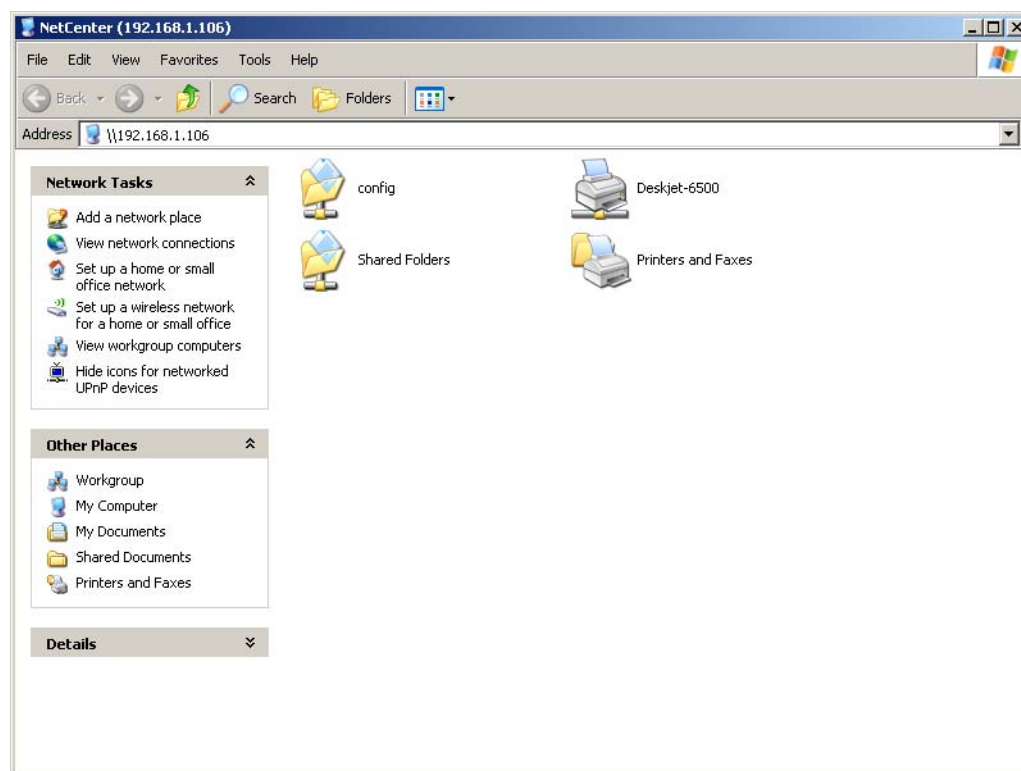 NetCenter (192.168.1.106)
File Edit View Favorites Tools Help
Back Search Folders
Address \\192.168.1.106
Network Tasks
Add a network place
View network connections
Set up a home or small
office network
Set up a wireless network
for a home or small office
View workgroup computers
Hide icons for networked
UPnP devices
Other Places
Workgroup
My Computer
My Documents
Shared Documents
Printers and Faxes
Details
config
Deskjet-6500
Shared Folders
Printers and Faxes